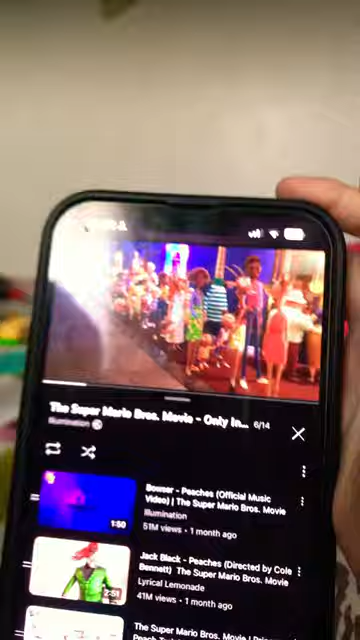 The Super Mario Bros. Movie - Only In... 6/14
Illumination
Bowser - Peaches (Official Music
Video) | The Super Mario Bros. Movie
Illumination
51M views • 1 month ago
1:50
Jack Black - Peaches (Directed by Cole
Bennett) The Super Mario Bros. Movie
Lyrical Lemonade
41M views • 1 month ago
2:51
The Super Mario Bros. Movie